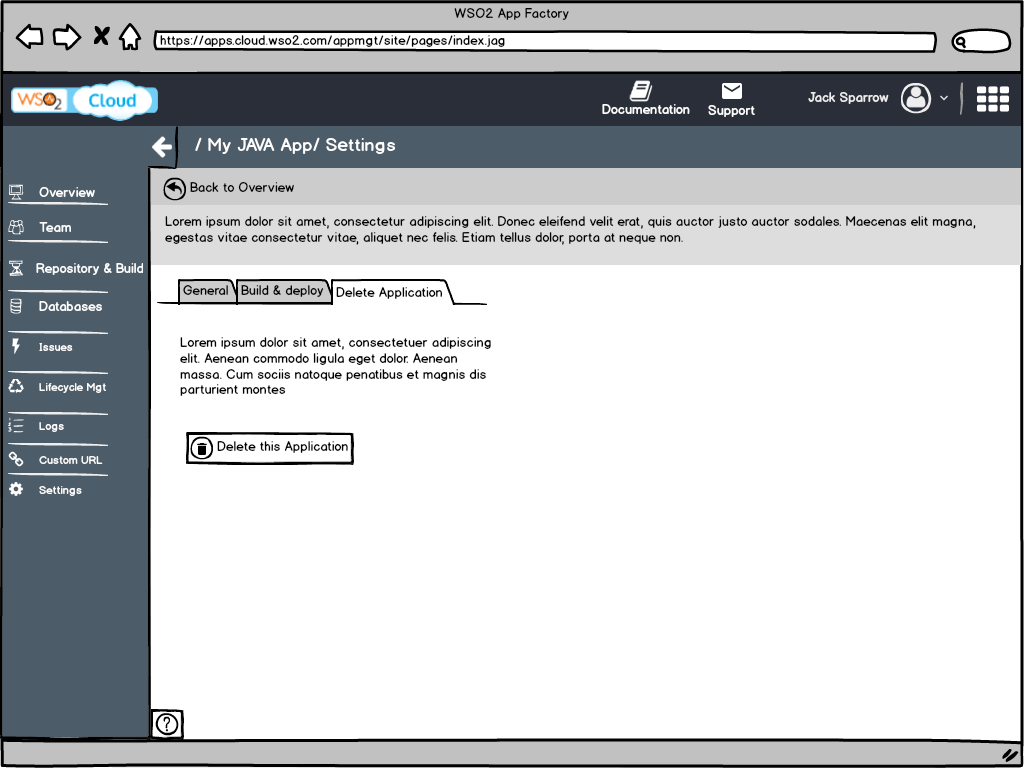 WSO2 App Factory
https://apps.cloud.wso2.com/appmgt/site/pages/index.jag
WSO2 Cloud
Documentation
Support
Jack Sparrow
/ My JAVA App/ Settings
Back to Overview
Lorem ipsum dolor sit amet, consectetur adipiscing elit. Donec eleifend velit erat, quis auctor justo auctor sodales. Maecenas elit magna,
egestas vitae consectetur vitae, aliquet nec felis. Etiam tellus dolor, porta at neque non.
Overview
Team
Repository & Build
Databases
Issues
Lifecycle Mgt
Logs
Custom URL
Settings
General
Build & deploy
Delete Application
Lorem ipsum dolor sit amet, consectetuer adipiscing
elit. Aenean commodo ligula eget dolor. Aenean
massa. Cum sociis natoque penatibus et magnis dis
parturient montes
Delete this Application
?